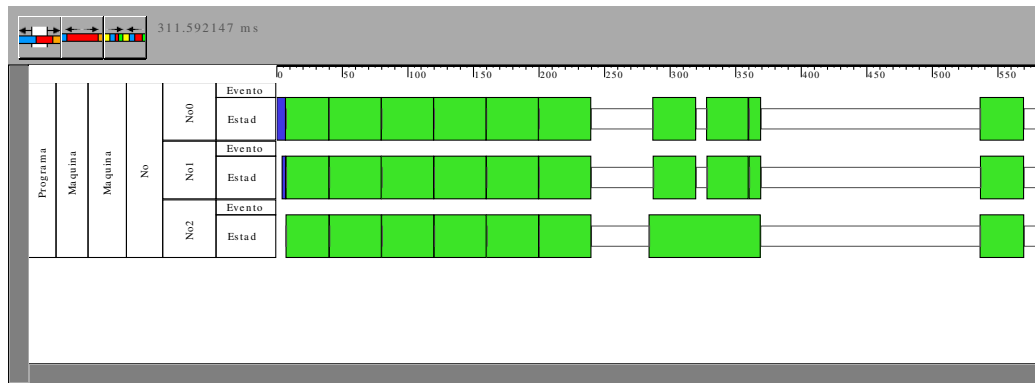 311.592147 ms
0 50 100 150 200 250 300 350 400 450 500 550
Programa
Maquina
Maquina
No
No0
Evento
Estad
No1
Evento
Estad
No2
Evento
Estad